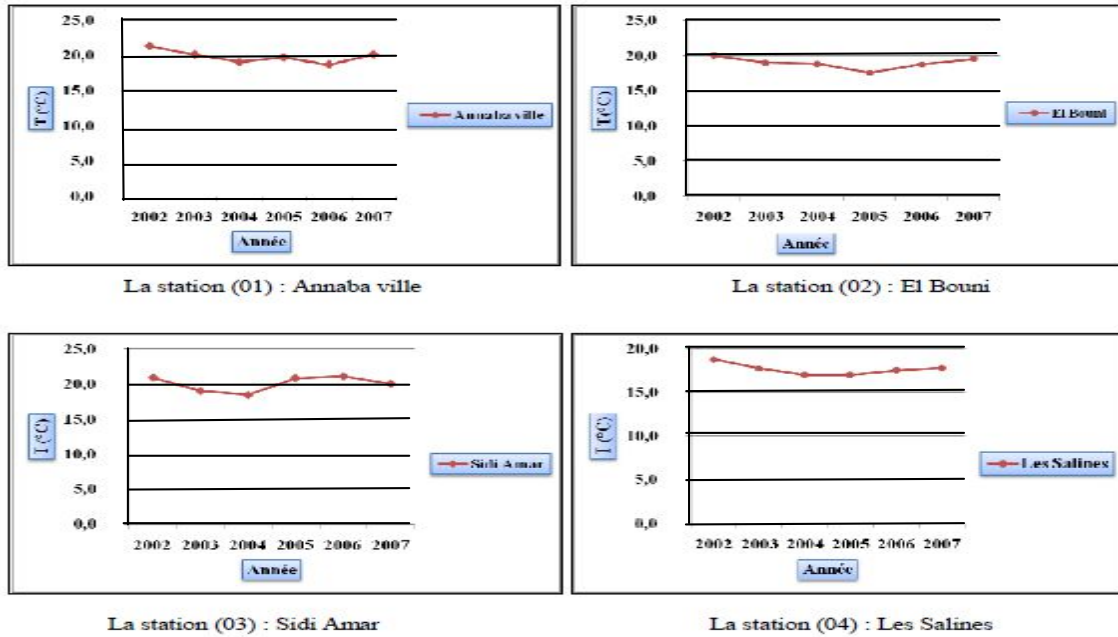 25,0
20,0
15,0
10,0
5,0
0,0
T (°C)
2002 2003 2004 2005 2006 2007
Année
Annaba ville
La station (01) : Annaba ville
25,0
20,0
15,0
10,0
5,0
0,0
T(°C)
2002 2003 2004 2005 2006 2007
Année
El Bouni
La station (02) : El Bouni
25,0
20,0
15,0
10,0
5,0
0,0
T (°C)
2002 2003 2004 2005 2006 2007
Année
Sidi Amar
La station (03) : Sidi Amar
20,0
15,0
10,0
5,0
0,0
T (°C)
2002 2003 2004 2005 2006 2007
Année
Les Salines
La station (04) : Les Salines